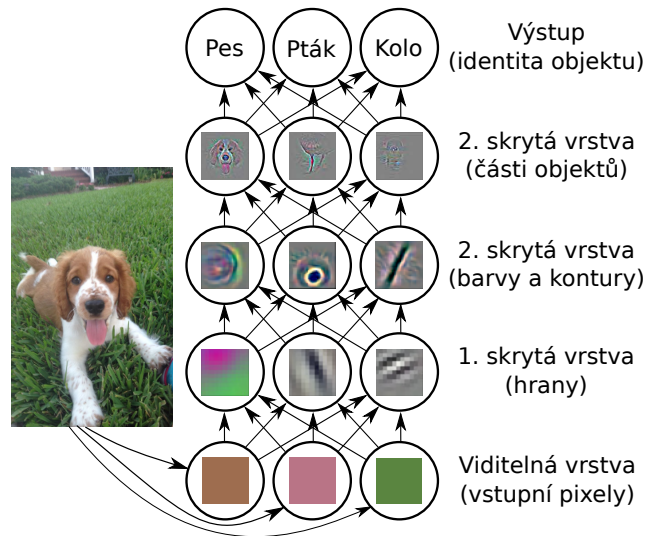 Pes Pták Kolo
Výstup
(identita objektu)
2. skrytá vrstva
(části objektů)
2. skrytá vrstva
(barvy a kontury)
1. skrytá vrstva
(hrany)
Viditelná vrstva
(vstupní pixely)